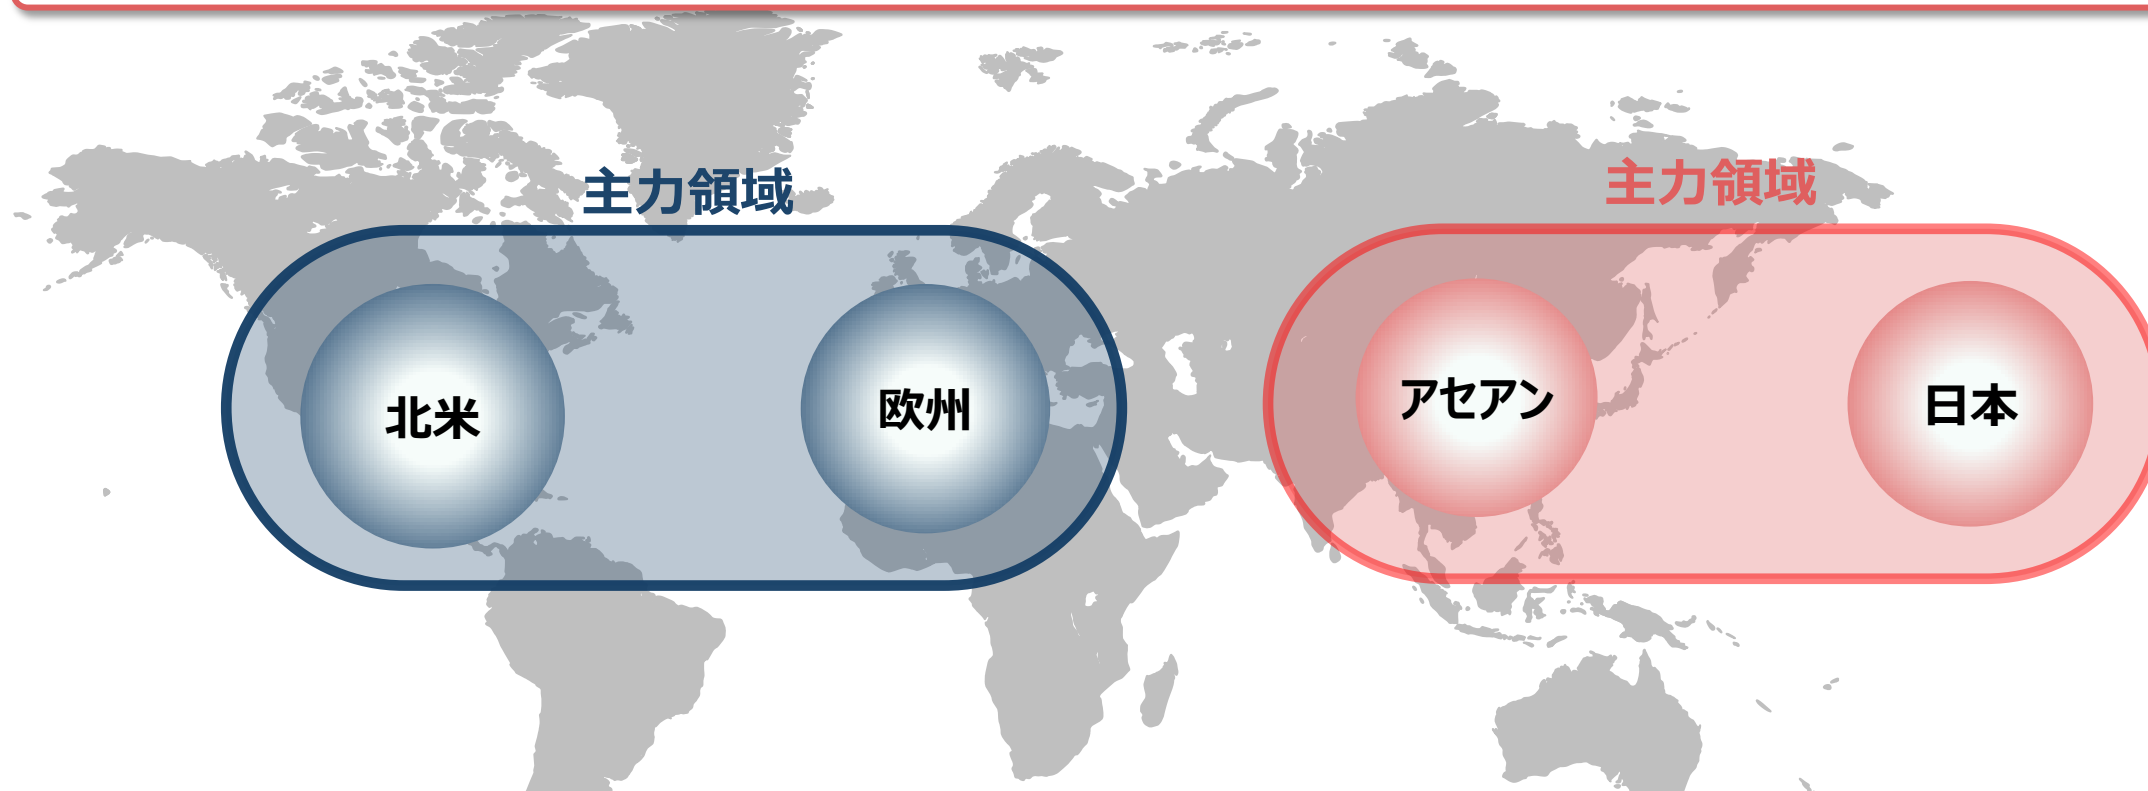 主力領域
主力領域
北米
欧州
アセアン
日本